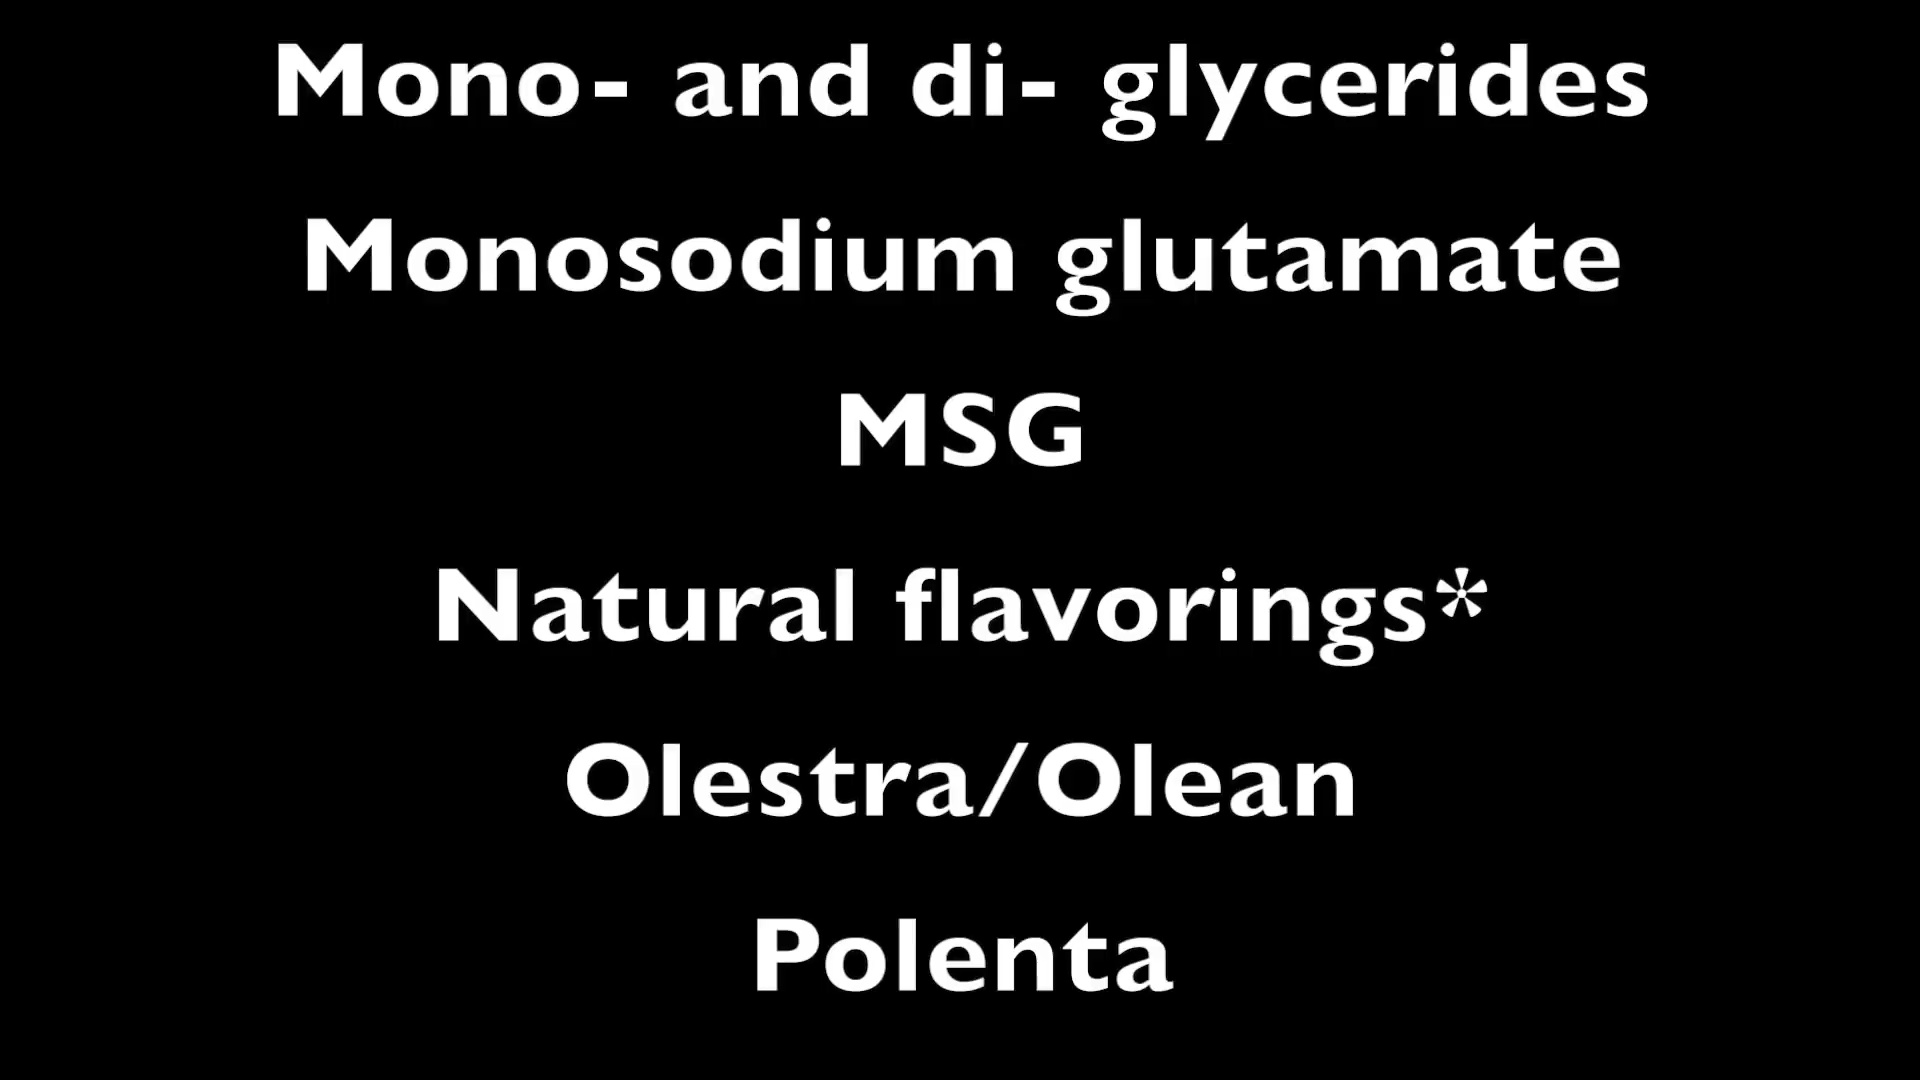 Mono- and di- glycerides
Monosodium glutamate
MSG
Natural flavorings*
Olestra/Olean
Polenta